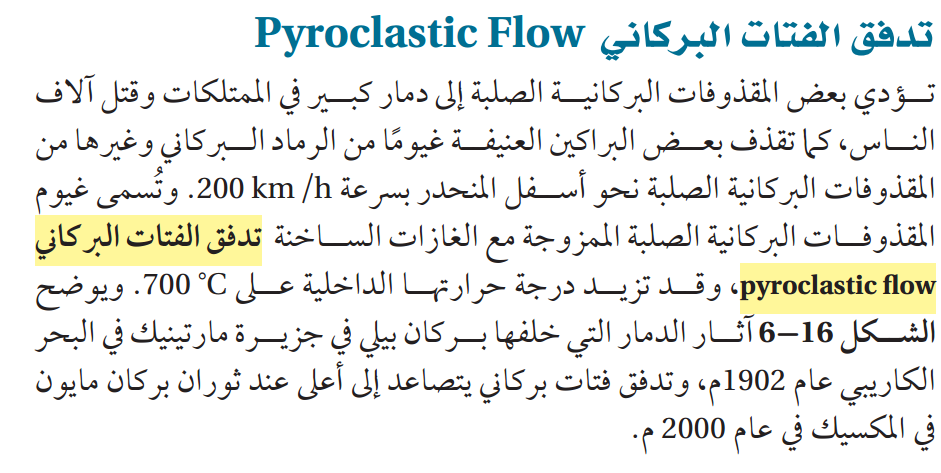 تدفق الفتات البركاني Pyroclastic Flow
تؤدي بعض المقذوفات البركانية الصلبة إلى دمار كبير في الممتلكات وقتل آلاف
الناس، كما تقذف بعض البراكين العنيفة غيومًا من الرماد البركاني وغيرها من
المقذوفات البركانية الصلبة نحو أسفل المنحدر بسرعة 200 km /h. وتُسمى غيوم
المقذوفات البركانية الصلبة الممزوجة مع الغازات الساخنة تدفق الفتات البركاني
pyroclastic flow، وقد تزيد درجة حرارتها الداخلية على 700 °C. ويوضح
الشكل 16–6 آثار الدمار التي خلفها بركان بيلي في جزيرة مارتينيك في البحر
الكاريبي عام 1902م، وتدفق فتات بركاني يتصاعد إلى أعلى عند ثوران بركان مايون
في المكسيك في عام 2000 م.